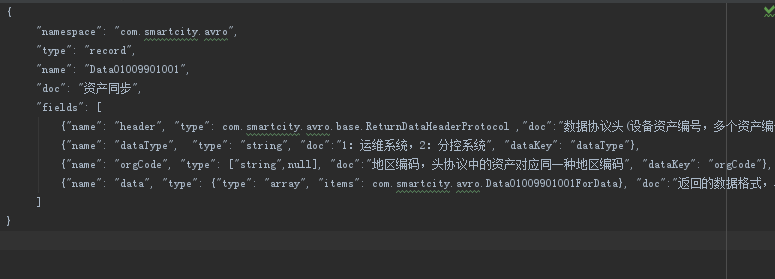 {
"namespace": "com.smartcity.avro",
"type": "record",
"name": "Data01009901001",
"doc": "资产同步",
"fields": [
{"name": "header", "type": com.smartcity.avro.base.ReturnDataHeaderProtocol ,"doc":"数据协议头(设备资产编号，多个资产编
{"name": "dataType",  "type": "string", "doc":"1：运维系统，2：分控系统", "dataKey": "dataType"},
{"name": "orgCode", "type": ["string",null], "doc":"地区编码，头协议中的资产对应同一种地区编码", "dataKey": "orgCode"},
{"name": "data", "type": {"type": "array", "items": com.smartcity.avro.Data01009901001ForData}, "doc":"返回的数据格式，
]
}